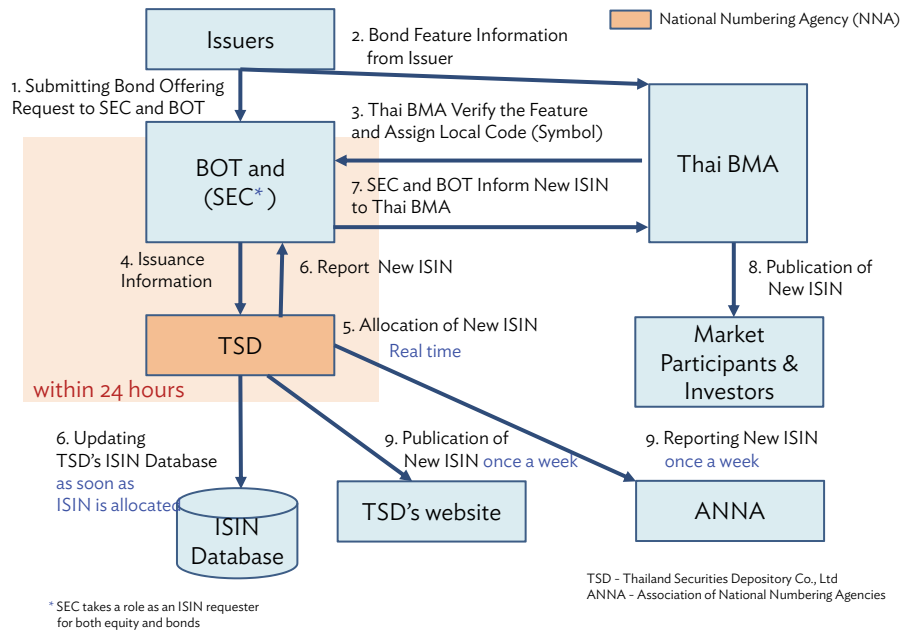 National Numbering Agency (NNA)
Issuers
2. Bond Feature Information
from Issuer
1. Submitting Bond Offering
Request to SEC and BOT
3. Thai BMA Verify the Feature
and Assign Local Code (Symbol)
BOT and
(SEC*)
Thai BMA
7. SEC and BOT Inform New ISIN
to Thai BMA
4. Issuance
Information
6. Report New ISIN
8. Publication of
New ISIN
5. Allocation of New ISIN
Real time
TSD
Market
Participants &
Investors
within 24 hours
6. Updating
TSD's ISIN Database
as soon as
ISIN is allocated
9. Publication of
New ISIN once a week
9. Reporting New ISIN
once a week
ISIN
Database
TSD's website
ANNA
TSD - Thailand Securities Depository Co., Ltd
ANNA - Association of National Numbering Agencies
* SEC takes a role as an ISIN requester
for both equity and bonds